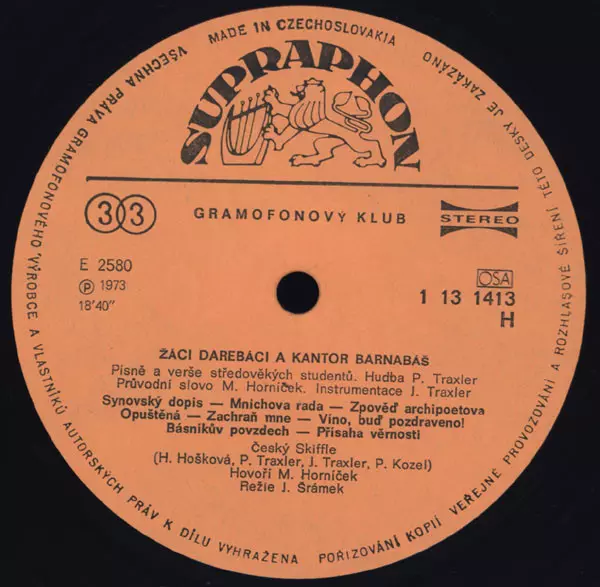 MADE IN CZECHOSLOVAKIA
VŠECHNA PRÁVA GRAMOFONOVÉHO VÝROBCE A VLASTNÍKŮ AUTORSKÝCH PRÁV K DÍLU VYHRAŽENA POŘIZOVÁNÍ KOPIÍ VEŘEJNÉ PROVOZOVÁNÍ A ROZHLASOVÉ ŠÍŘENÍ TÉTO DESKY JE ZAKÁZÁNO
SUPRAPHON
33 GRAMOFONOVÝ KLUB STEREO
E 2580
Ⓟ 1973
18'40"
OSA
1 13 1413
H
ŽÁCI DAREBÁCI A KANTOR BARNABÁŠ
Písně a verše středověkých studentů. Hudba P. Traxler
Průvodní slovo M. Horníček. Instrumentace J. Traxler
Synovský dopis — Mnichova rada — Zpověď archipoetova
Opuštěná — Zachraň mne — Víno, buď pozdraveno!
Básníkův povzdech — Přísaha věrnosti
Český Skiffle
(H. Hošková, P. Traxler, J. Traxler, P. Kozel)
Hovoří M. Horníček
Režie J. Šrámek